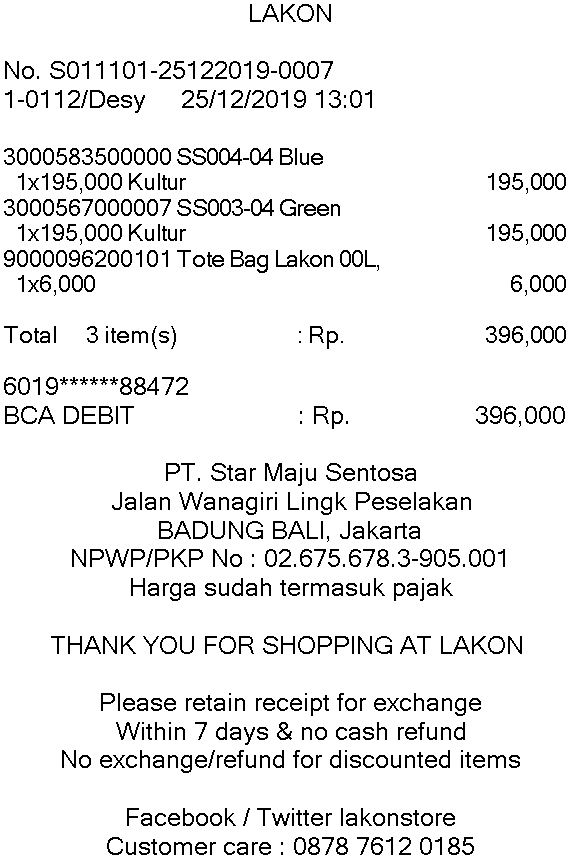 LAKON
No. S011101-25122019-0007
1-0112/Desy 25/12/2019 13:01
3000583500000 SS004-04 Blue
1x195,000 Kultur 195,000
3000567000007 SS003-04 Green
1x195,000 Kultur 195,000
9000096200101 Tote Bag Lakon 00L,
1x6,000 6,000
Total 3 item(s) : Rp. 396,000
6019******88472
BCA DEBIT : Rp. 396,000
PT. Star Maju Sentosa
Jalan Wanagiri Lingk Peselakan
BADUNG BALI, Jakarta
NPWP/PKP No : 02.675.678.3-905.001
Harga sudah termasuk pajak
THANK YOU FOR SHOPPING AT LAKON
Please retain receipt for exchange
Within 7 days & no cash refund
No exchange/refund for discounted items
Facebook / Twitter lakonstore
Customer care : 0878 7612 0185